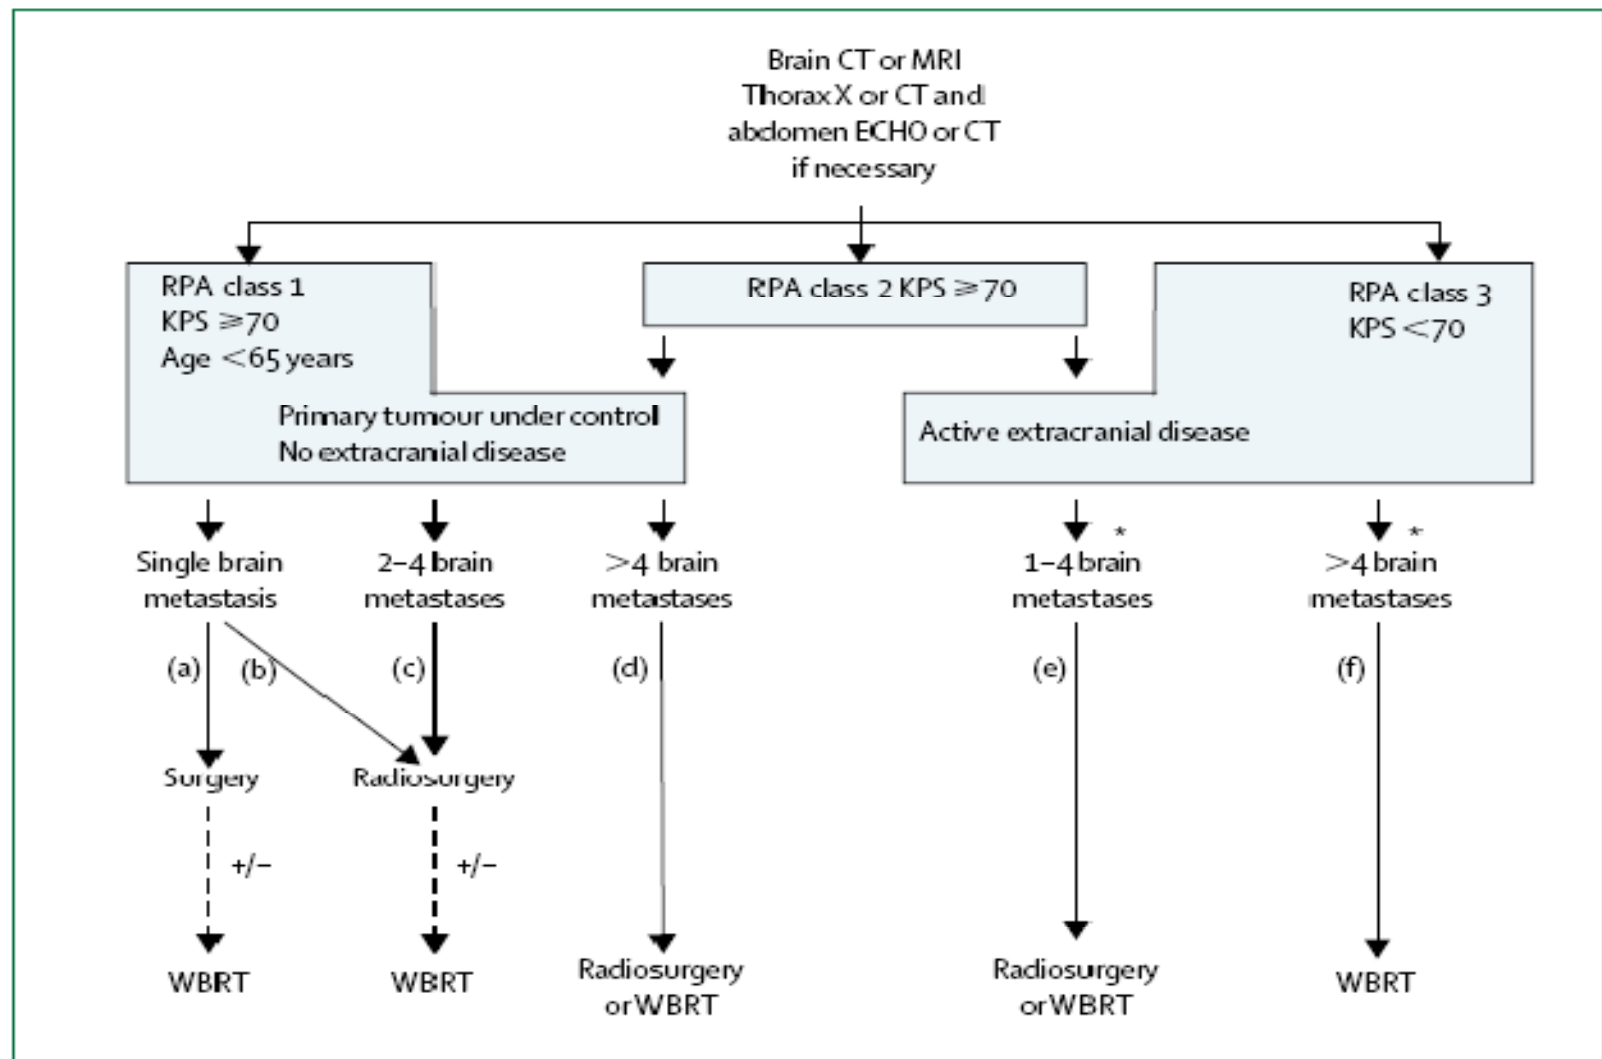 Brain CT or MRI
Thorax X or CT and
abdomen ECHO or CT
if necessary
RPA class 1
KPS ≥70
Age <65 years
Primary tumour under control
No extracranial disease
RPA class 2 KPS ≥70
RPA class 3
KPS <70
Active extracranial disease
Single brain
metastasis
2–4 brain
metastases
>4 brain
metastases
*
1–4 brain
metastases
*
>4 brain
metastases
(a)
(b)
(c)
(d)
(e)
(f)
Surgery
Radiosurgery
+/–
+/–
WBRT
WBRT
Radiosurgery
or WBRT
Radiosurgery
or WBRT
WBRT